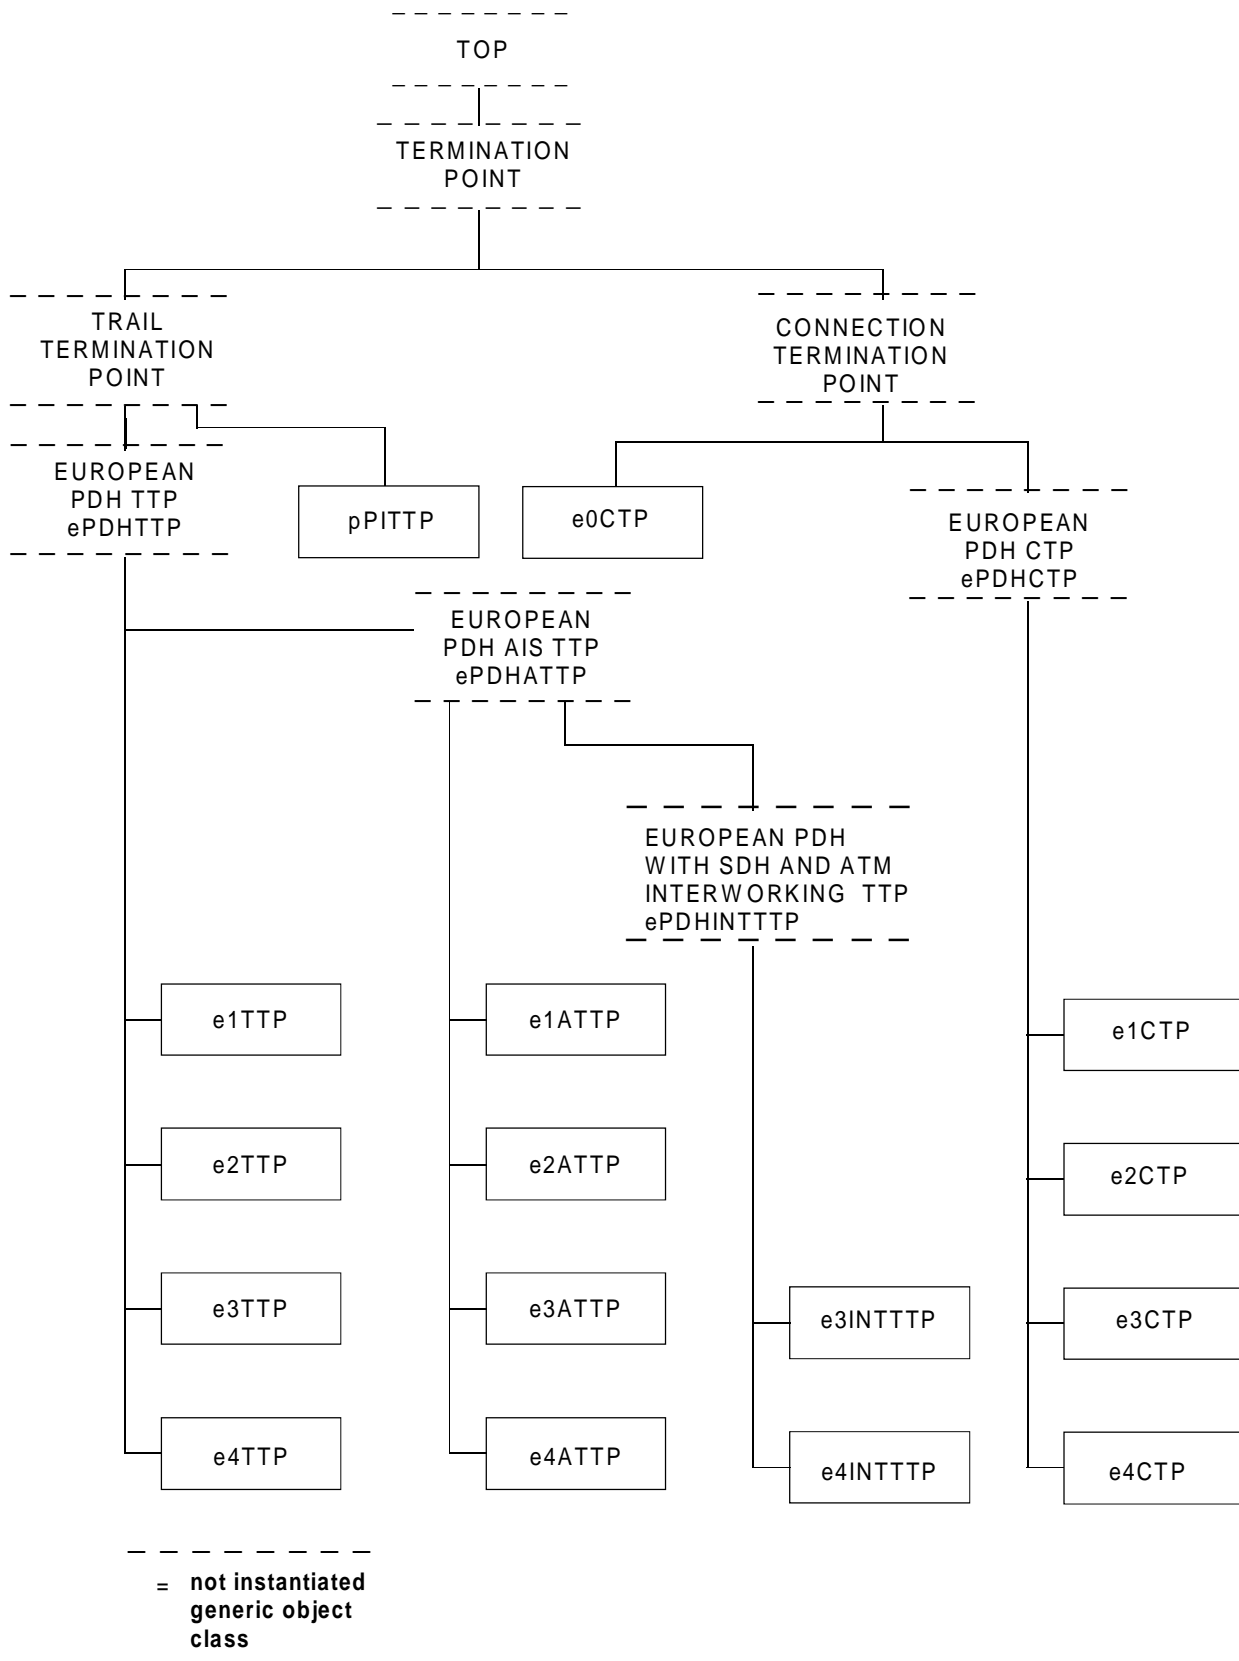 TOP
TERMINATION
POINT
TRAIL
TERMINATION
POINT
CONNECTION
TERMINATION
POINT
EUROPEAN
PDH TTP
ePDHTTP
pPITTP
e0CTP
EUROPEAN
PDH CTP
ePDHCTP
EUROPEAN
PDH AIS TTP
ePDHATTP
EUROPEAN PDH
WITH SDH AND ATM
INTERWORKING TTP
ePDHINTTTP
e1TTP
e1ATTP
e1CTP
e2TTP
e2ATTP
e2CTP
e3TTP
e3ATTP
e3INTTTP
e3CTP
e4TTP
e4ATTP
e4INTTTP
e4CTP
= not instantiated
generic object
class